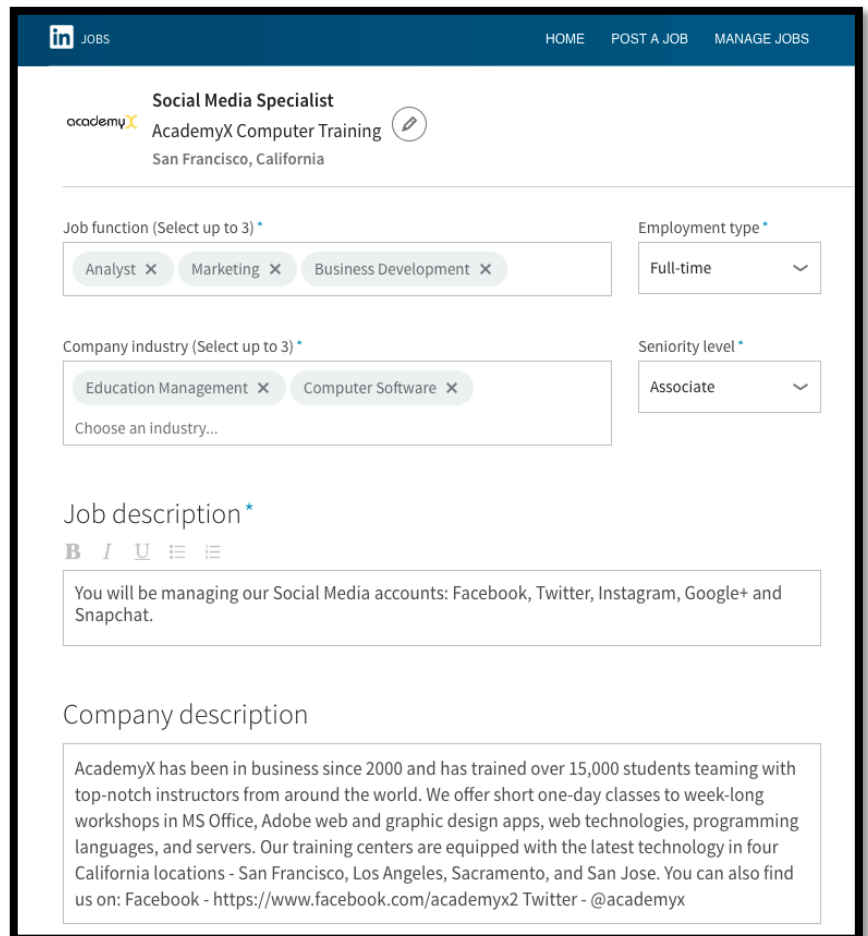 in JOBS HOME POST A JOB MANAGE JOBS
academyX
Social Media Specialist
AcademyX Computer Training
San Francisco, California
Job function (Select up to 3) * Employment type *
Analyst × Marketing × Business Development × Full-time
Company industry (Select up to 3) * Seniority level *
Education Management × Computer Software × Associate
Choose an industry...
Job description *
B I U
You will be managing our Social Media accounts: Facebook, Twitter, Instagram, Google+ and
Snapchat.
Company description
AcademyX has been in business since 2000 and has trained over 15,000 students teaming with
top-notch instructors from around the world. We offer short one-day classes to week-long
workshops in MS Office, Adobe web and graphic design apps, web technologies, programming
languages, and servers. Our training centers are equipped with the latest technology in four
California locations - San Francisco, Los Angeles, Sacramento, and San Jose. You can also find
us on: Facebook - https://www.facebook.com/academyx2 Twitter - @academyx